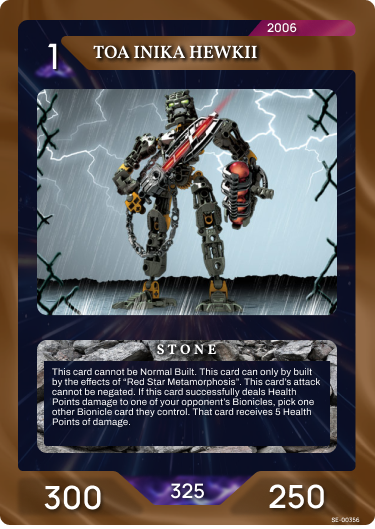 2006
1
TOA INIKA HEWKII
STONE
This card cannot be Normal Built. This card can only by built
by the effects of “Red Star Metamorphosis”. This card’s attack
cannot be negated. If this card successfully deals Health
Points damage to one of your opponent’s Bionicles, pick one
other Bionicle card they control. That card receives 5 Health
Points of damage.
300
325
250
SE-00356